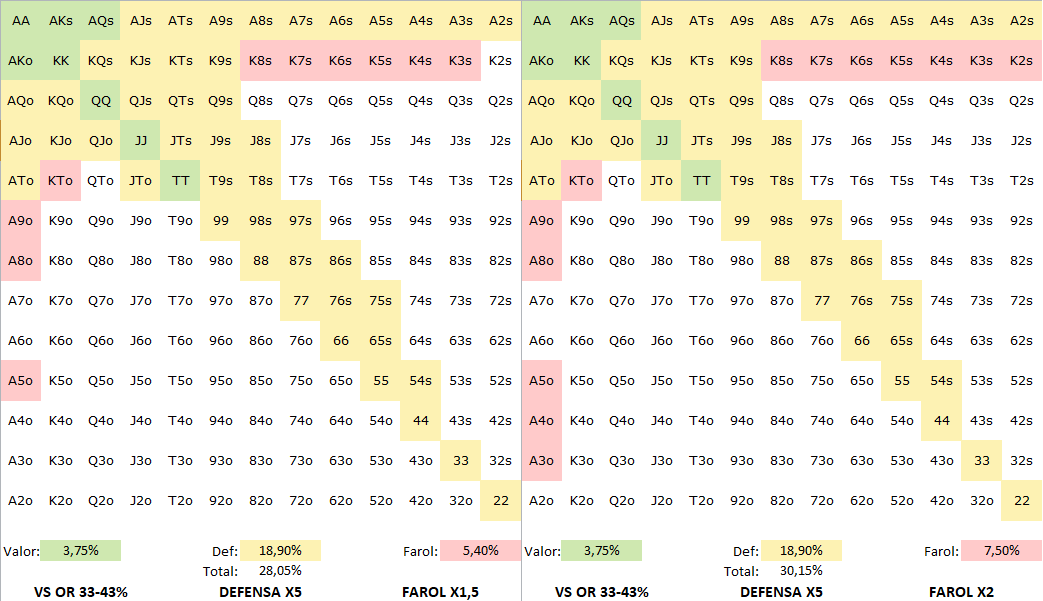 AA AKs AQs AJs ATs A9s A8s A7s A6s A5s A4s A3s A2s
AKo KK KQs KJs KTs K9s K8s K7s K6s K5s K4s K3s K2s
AQo KQo QQ QJs QTs Q9s Q8s Q7s Q6s Q5s Q4s Q3s Q2s
AJo KJo QJo JJ JTs J9s J8s J7s J6s J5s J4s J3s J2s
ATo KTo QTo JTo TT T9s T8s T7s T6s T5s T4s T3s T2s
A9o K9o Q9o J9o T9o 99 98s 97s 96s 95s 94s 93s 92s
A8o K8o Q8o J8o T8o 98o 88 87s 86s 85s 84s 83s 82s
A7o K7o Q7o J7o T7o 97o 87o 77 76s 75s 74s 73s 72s
A6o K6o Q6o J6o T6o 96o 86o 76o 66 65s 64s 63s 62s
A5o K5o Q5o J5o T5o 95o 85o 75o 65o 55 54s 53s 52s
A4o K4o Q4o J4o T4o 94o 84o 74o 64o 54o 44 43s 42s
A3o K3o Q3o J3o T3o 93o 83o 73o 63o 53o 43o 33 32s
A2o K2o Q2o J2o T2o 92o 82o 72o 62o 52o 42o 32o 22
Valor: 3,75% Def: 18,90% Farol: 5,40%
Total: 28,05%
VS OR 33-43% DEFENSA X5 FAROL X1,5
AA AKs AQs AJs ATs A9s A8s A7s A6s A5s A4s A3s A2s
AKo KK KQs KJs KTs K9s K8s K7s K6s K5s K4s K3s K2s
AQo KQo QQ QJs QTs Q9s Q8s Q7s Q6s Q5s Q4s Q3s Q2s
AJo KJo QJo JJ JTs J9s J8s J7s J6s J5s J4s J3s J2s
ATo KTo QTo JTo TT T9s T8s T7s T6s T5s T4s T3s T2s
A9o K9o Q9o J9o T9o 99 98s 97s 96s 95s 94s 93s 92s
A8o K8o Q8o J8o T8o 98o 88 87s 86s 85s 84s 83s 82s
A7o K7o Q7o J7o T7o 97o 87o 77 76s 75s 74s 73s 72s
A6o K6o Q6o J6o T6o 96o 86o 76o 66 65s 64s 63s 62s
A5o K5o Q5o J5o T5o 95o 85o 75o 65o 55 54s 53s 52s
A4o K4o Q4o J4o T4o 94o 84o 74o 64o 54o 44 43s 42s
A3o K3o Q3o J3o T3o 93o 83o 73o 63o 53o 43o 33 32s
A2o K2o Q2o J2o T2o 92o 82o 72o 62o 52o 42o 32o 22
Valor: 3,75% Def: 18,90% Farol: 7,50%
Total: 30,15%
VS OR 33-43% DEFENSA X5 FAROL X2